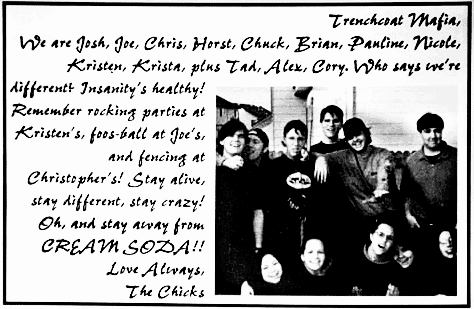 Trenchcoat Mafia,
We are Josh, Joe, Chris, Horst, Chuck, Brian, Pauline, Nicole,
Kristen, Krista, plus Tad, Alex, Cory. Who says we're
different? Insanity's healthy!
Remember rocking parties at
Kristen's, foos-ball at Joe's,
and fencing at
Christopher's! Stay alive,
stay different, stay crazy!
Oh, and stay away from
CREAM SODA!!
Love Always,
The Chicks